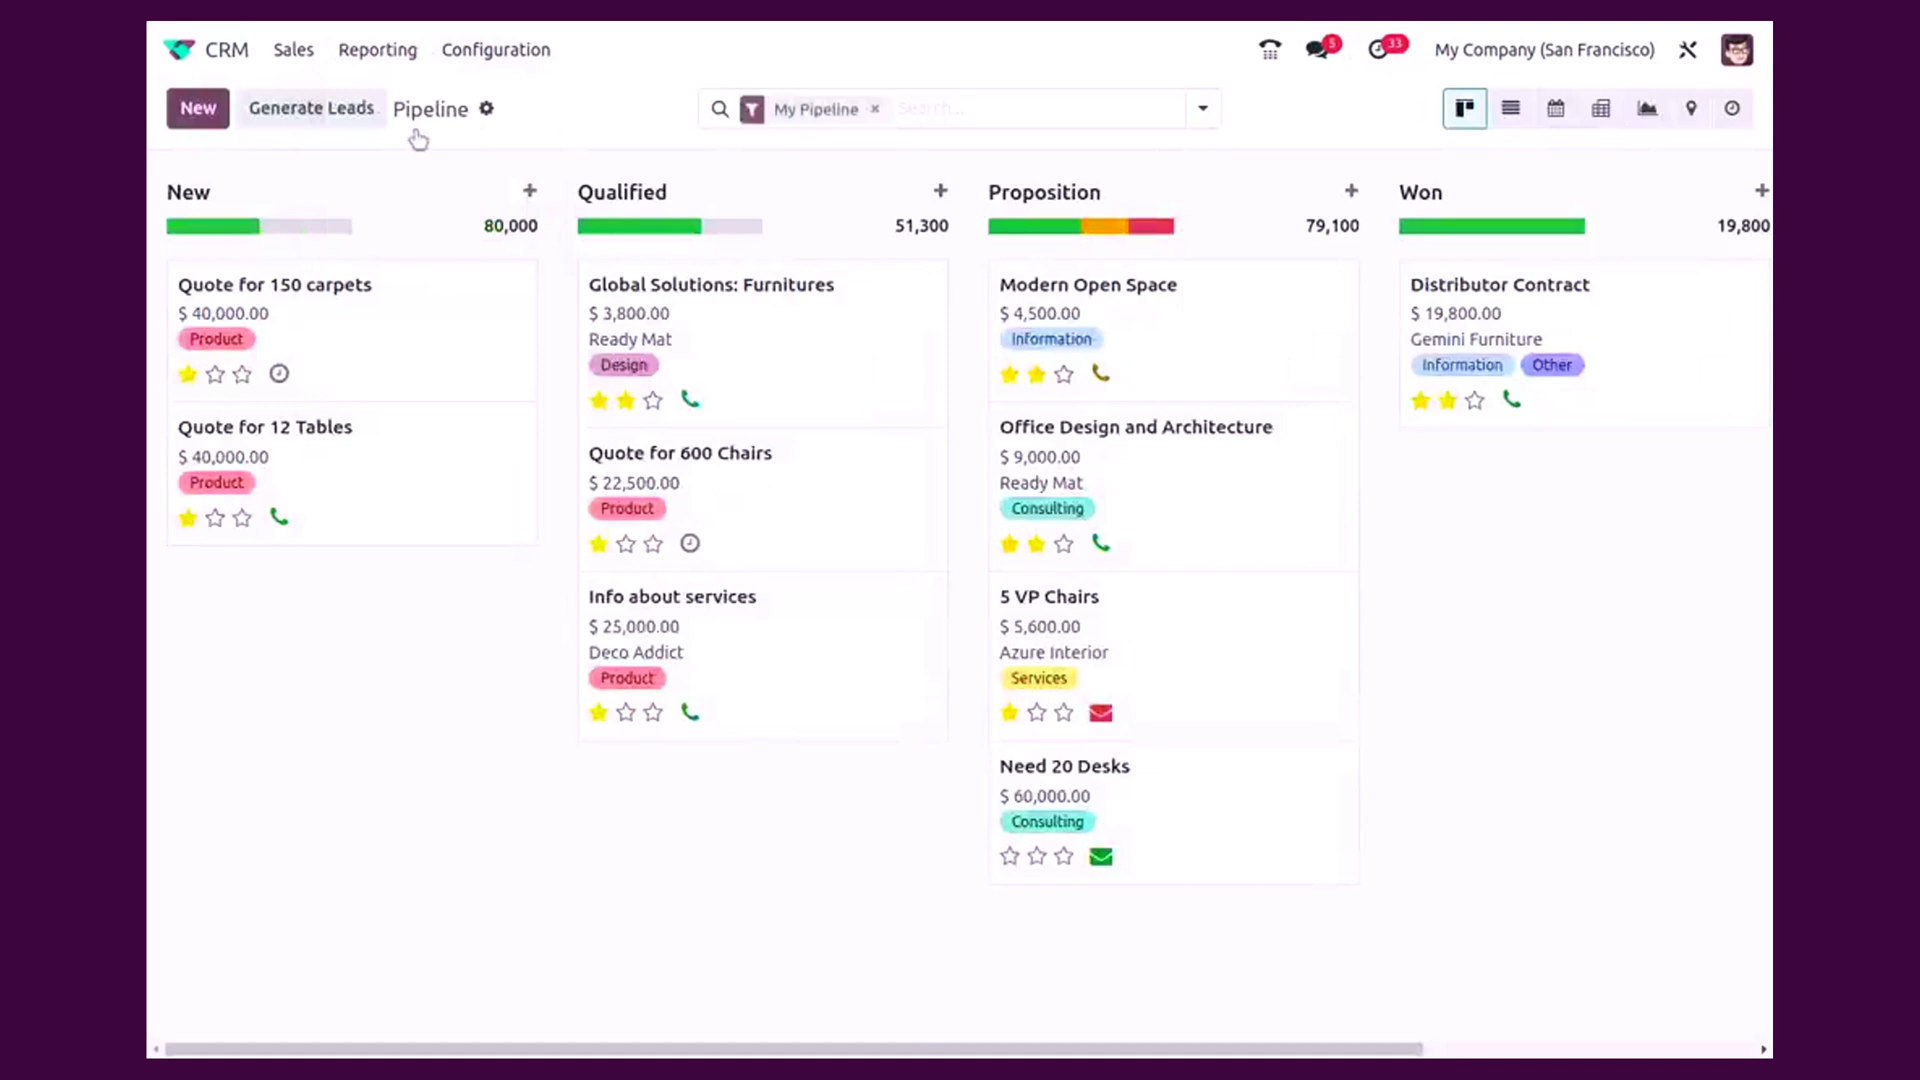 CRM Sales Reporting Configuration 5 33 My Company (San Francisco)
New Generate Leads Pipeline My Pipeline × Search...
New +
80,000
Quote for 150 carpets
$ 40,000.00
Product
Quote for 12 Tables
$ 40,000.00
Product
Qualified +
51,300
Global Solutions: Furnitures
$ 3,800.00
Ready Mat
Design
Quote for 600 Chairs
$ 22,500.00
Product
Info about services
$ 25,000.00
Deco Addict
Product
Proposition +
79,100
Modern Open Space
$ 4,500.00
Information
Office Design and Architecture
$ 9,000.00
Ready Mat
Consulting
5 VP Chairs
$ 5,600.00
Azure Interior
Services
Need 20 Desks
$ 60,000.00
Consulting
Won +
19,800
Distributor Contract
$ 19,800.00
Gemini Furniture
Information Other